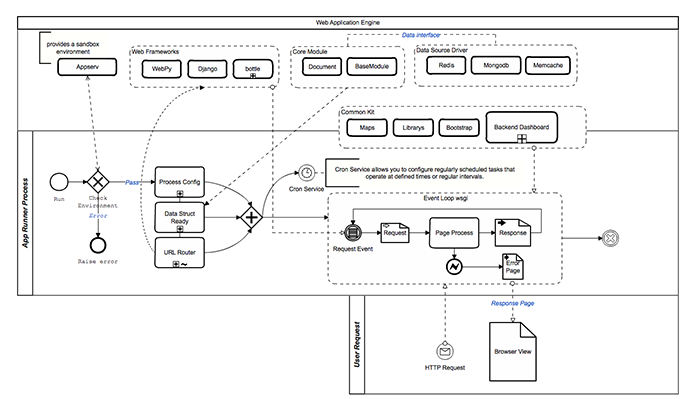 Web Application Engine
provides a sandbox
environment
Appserv
Web Frameworks
WebPy
Django
bottle
Core Module
Document
BaseModule
Data interface
Data Source Driver
Redis
Mongodb
Memcache
Common Kit
Maps
Librarys
Bootstrap
Backend Dashboard
App Runner Process
Run
Check
Environment
Error
Raise error
Pass
Process Config
Data Struct
Ready
URL Router
Cron Service
Cron Service allows you to configure regularly scheduled tasks that
operate at defined times or regular intervals.
Event Loop wsgi
Request Event
Request
Page Process
Response
Error
Page
Response Page
User Request
HTTP Request
Browser View